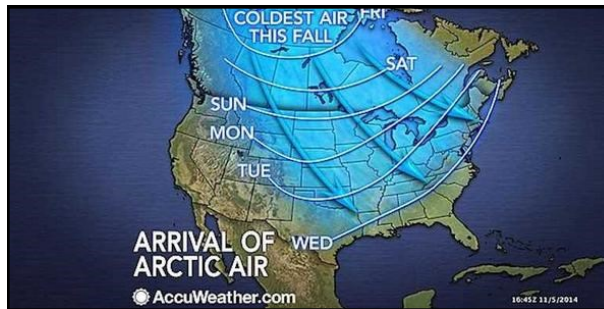 COLDEST AIR
THIS FALL
FRI
SAT
SUN
MON
TUE
WED
ARRIVAL OF
ARCTIC AIR
AccuWeather.com
16:45Z 11/5/2014